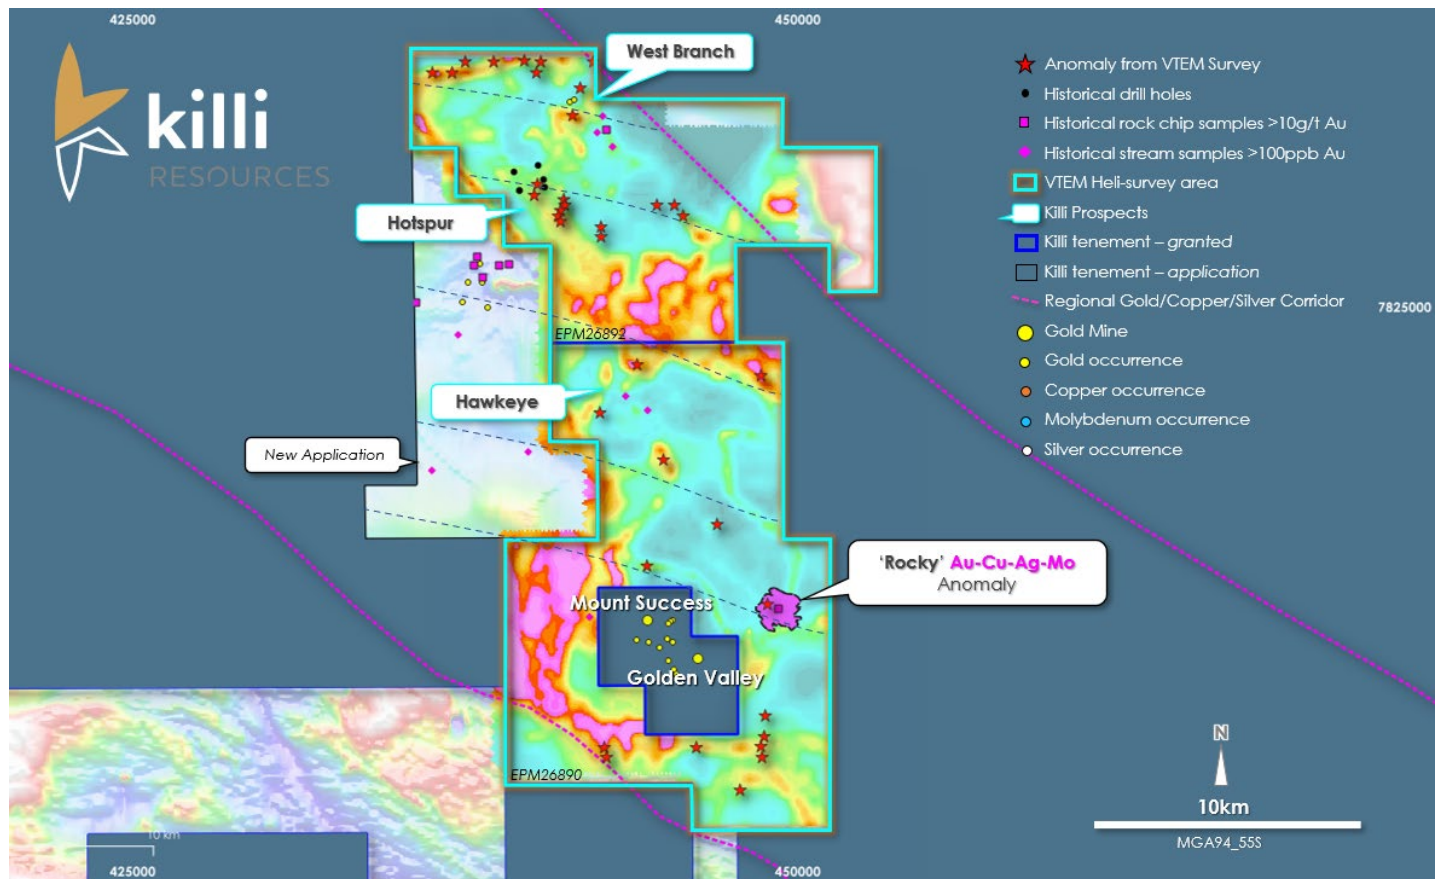 425000
450000
West Branch
killi
RESOURCES
Anomaly from VTEM Survey
Historical drill holes
Historical rock chip samples >10g/t Au
Historical stream samples >100ppb Au
VTEM Heli-survey area
Killi Prospects
Killi tenement – granted
Killi tenement – application
Regional Gold/Copper/Silver Corridor
Gold Mine
Gold occurrence
Copper occurrence
Molybdenum occurrence
Silver occurrence
Hotspur
7825000
EPM26892
Hawkeye
New Application
'Rocky' Au-Cu-Ag-Mo
Anomaly
Mount Success
Golden Valley
EPM26890
N
10km
MGA94_55S
10 km
425000
450000